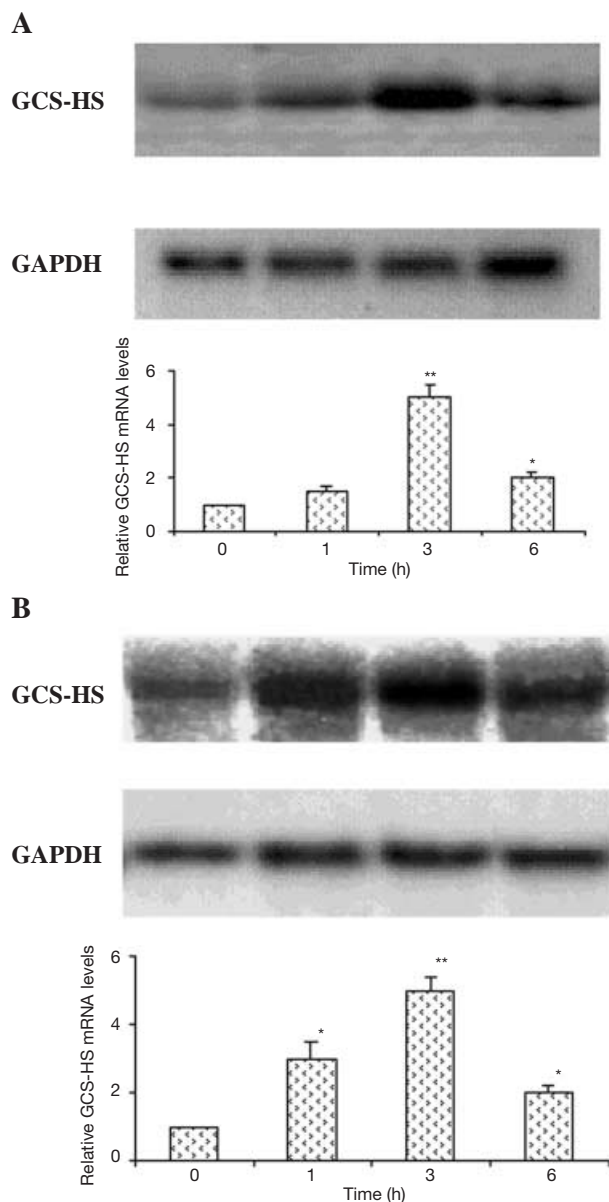 A
GCS-HS
GAPDH
Relative GCS-HS mRNA levels
6
4
2
0
**
*
0 1 3 6
Time (h)
B
GCS-HS
GAPDH
Relative GCS-HS mRNA levels
6
4
2
0
*
**
*
0 1 3 6
Time (h)